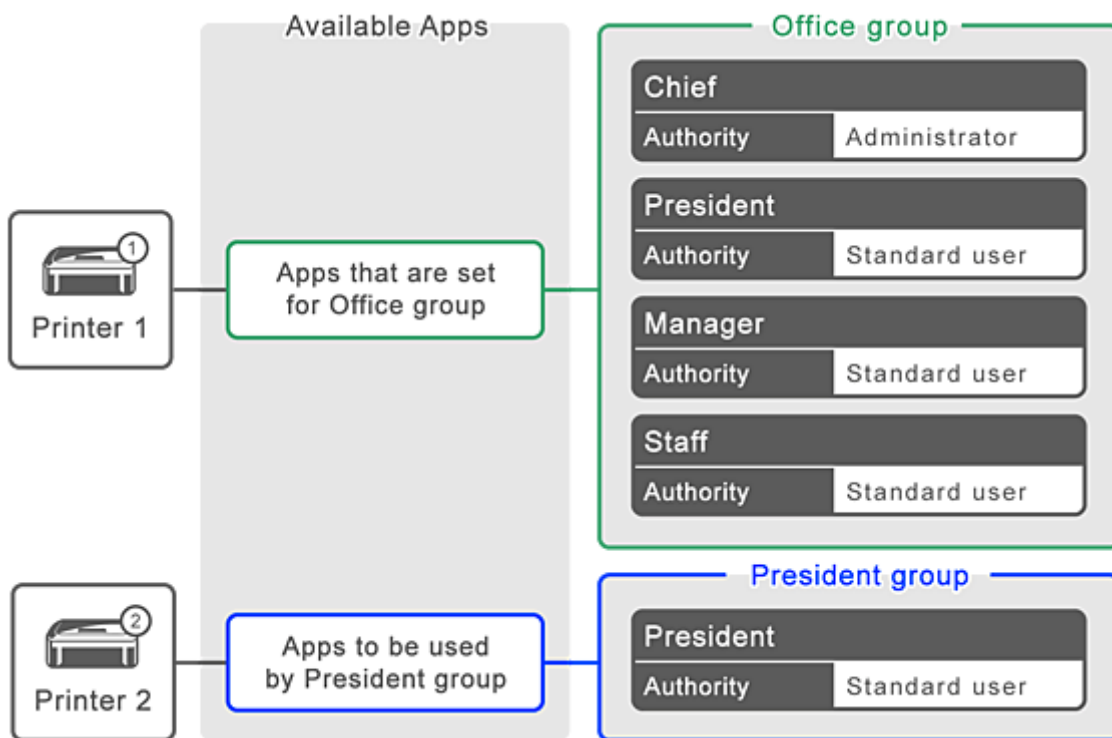 Available Apps
Office group
Chief
Authority Administrator
President
Authority Standard user
Manager
Authority Standard user
Staff
Authority Standard user
1
Printer 1
Apps that are set
for Office group
President group
President
Authority Standard user
2
Printer 2
Apps to be used
by President group